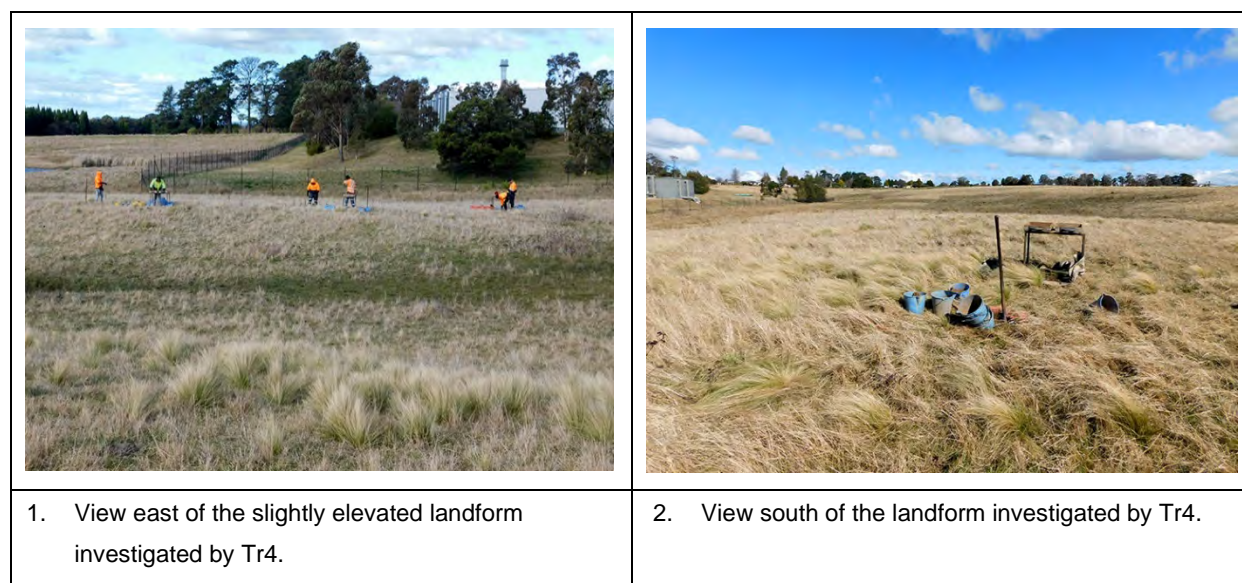 1. View east of the slightly elevated landform
investigated by Tr4.
2. View south of the landform investigated by Tr4.